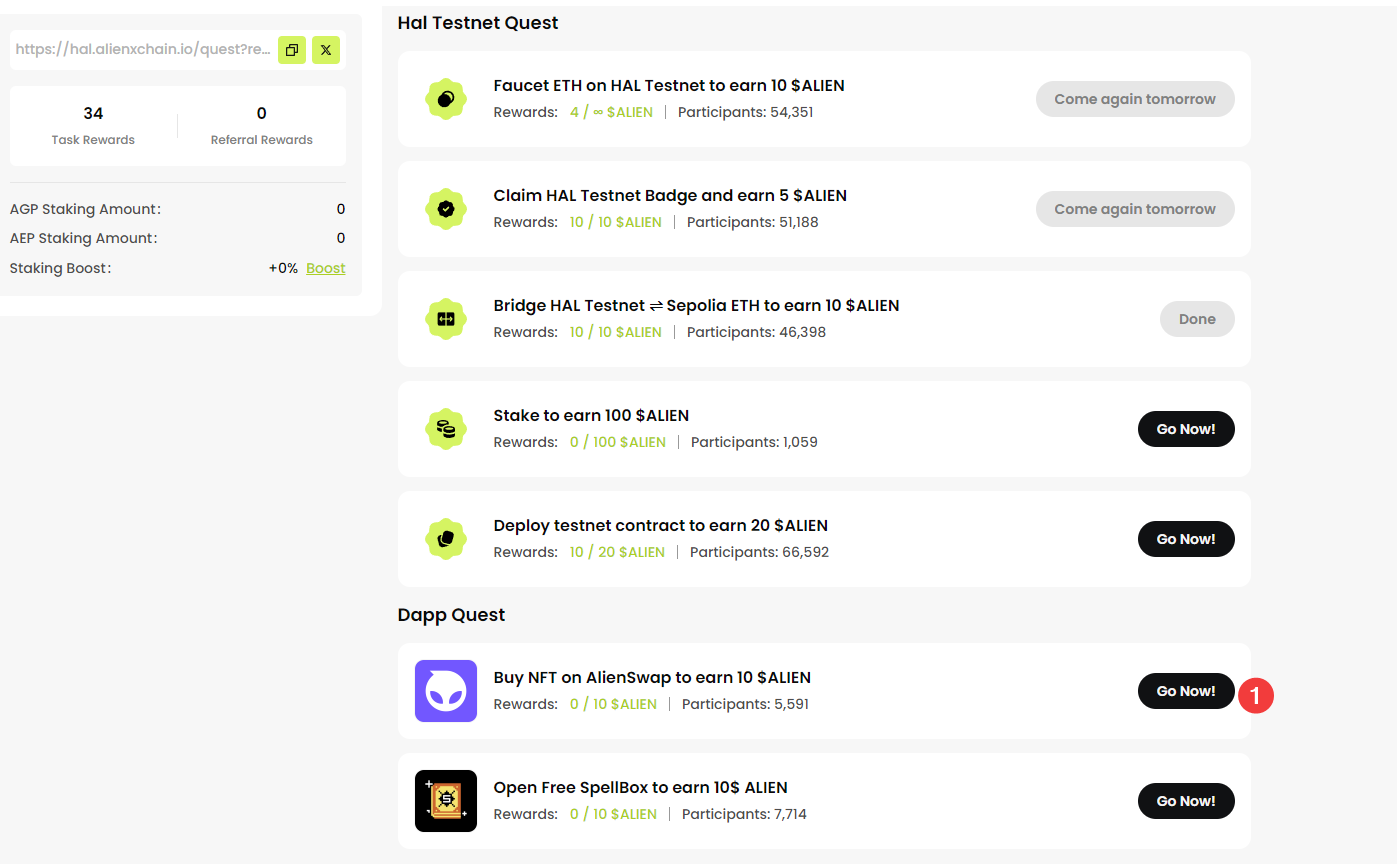 https://hal.alienxchain.io/quest?re...
34
Task Rewards
0
Referral Rewards
AGP Staking Amount: 0
AEP Staking Amount: 0
Staking Boost: +0% Boost
Hal Testnet Quest
Faucet ETH on HAL Testnet to earn 10 $ALIEN
Rewards: 4 / ∞ $ALIEN | Participants: 54,351
Come again tomorrow
Claim HAL Testnet Badge and earn 5 $ALIEN
Rewards: 10 / 10 $ALIEN | Participants: 51,188
Come again tomorrow
Bridge HAL Testnet ⇌ Sepolia ETH to earn 10 $ALIEN
Rewards: 10 / 10 $ALIEN | Participants: 46,398
Done
Stake to earn 100 $ALIEN
Rewards: 0 / 100 $ALIEN | Participants: 1,059
Go Now!
Deploy testnet contract to earn 20 $ALIEN
Rewards: 10 / 20 $ALIEN | Participants: 66,592
Go Now!
Dapp Quest
Buy NFT on AlienSwap to earn 10 $ALIEN
Rewards: 0 / 10 $ALIEN | Participants: 5,591
Go Now!
1
Open Free SpellBox to earn 10$ ALIEN
Rewards: 0 / 10 $ALIEN | Participants: 7,714
Go Now!